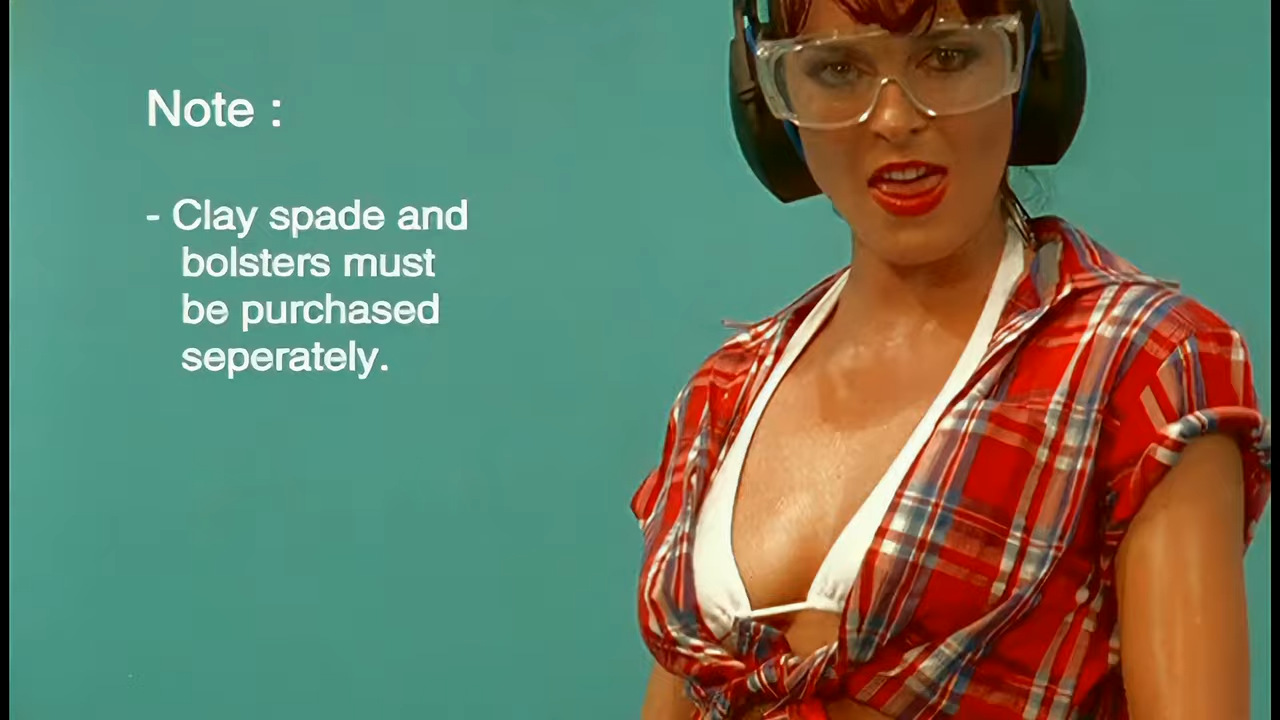 Note :
- Clay spade and
bolsters must
be purchased
seperately.